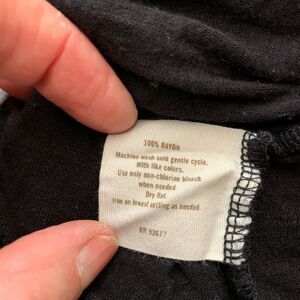 100% RAYON
Machine wash cold gentle cycle.
With like colors.
Use only non-chlorine bleach
when needed.
Dry flat.
Iron on lowest setting as needed.
RN 93677